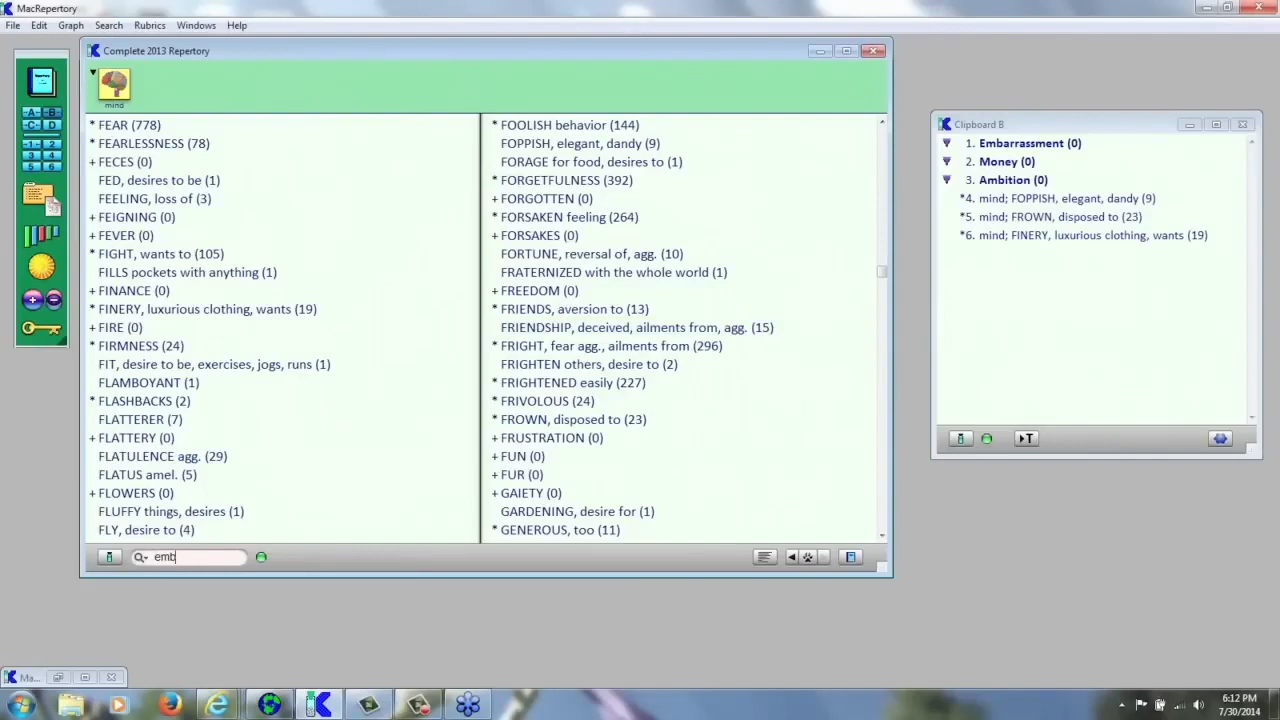 MacRepertory
File Edit Graph Search Rubrics Windows Help
Complete 2013 Repertory
mind
* FEAR (778)
* FEARLESSNESS (78)
+ FECES (0)
FED, desires to be (1)
FEELING, loss of (3)
+ FEIGNING (0)
+ FEVER (0)
* FIGHT, wants to (105)
FILLS pockets with anything (1)
+ FINANCE (0)
* FINERY, luxurious clothing, wants (19)
+ FIRE (0)
* FIRMNESS (24)
FIT, desire to be, exercises, jogs, runs (1)
FLAMBOYANT (1)
* FLASHBACKS (2)
FLATTERER (7)
+ FLATTERY (0)
FLATULENCE agg. (29)
FLATUS amel. (5)
+ FLOWERS (0)
FLUFFY things, desires (1)
FLY, desire to (4)
* FOOLISH behavior (144)
FOPPISH, elegant, dandy (9)
FORAGE for food, desires to (1)
* FORGETFULNESS (392)
+ FORGOTTEN (0)
* FORSAKEN feeling (264)
+ FORSAKES (0)
FORTUNE, reversal of, agg. (10)
FRATERNIZED with the whole world (1)
+ FREEDOM (0)
* FRIENDS, aversion to (13)
FRIENDSHIP, deceived, ailments from, agg. (15)
* FRIGHT, fear agg., ailments from (296)
FRIGHTEN others, desire to (2)
* FRIGHTENED easily (227)
* FRIVOLOUS (24)
* FROWN, disposed to (23)
+ FRUSTRATION (0)
+ FUN (0)
+ FUR (0)
+ GAIETY (0)
GARDENING, desire for (1)
* GENEROUS, too (11)
emb
Clipboard B
1. Embarrassment (0)
2. Money (0)
3. Ambition (0)
*4. mind; FOPPISH, elegant, dandy (9)
*5. mind; FROWN, disposed to (23)
*6. mind; FINERY, luxurious clothing, wants (19)
T
Ma...
6:12 PM
7/30/2014